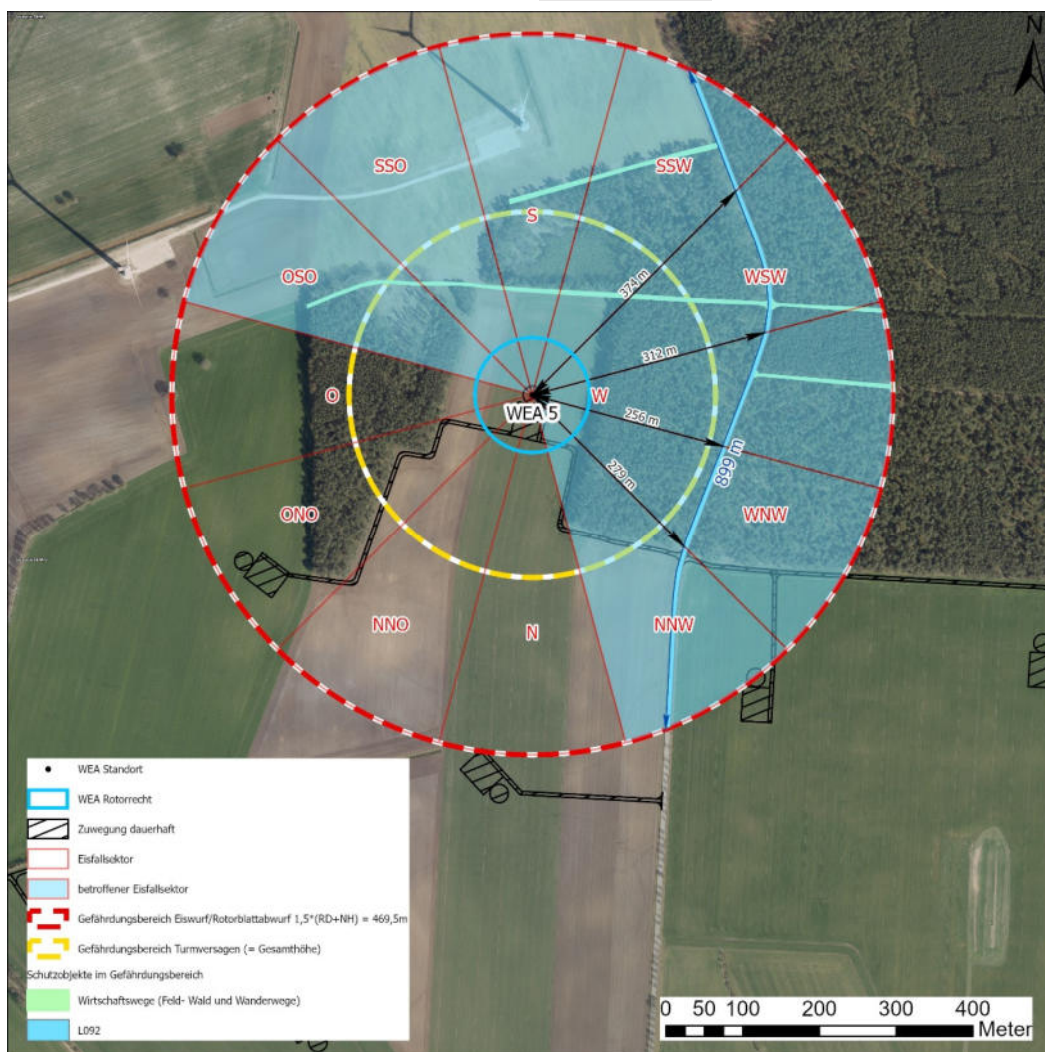 N
SSO
SSW
S
OSO
WSW
374 m
312 m
O
W
WEA 5
256 m
899 m
229 m
ONO
WNW
NNO
N
NNW
WEA Standort
WEA Rotorrecht
Zuwegung dauerhaft
Eisfallsektor
betroffener Eisfallsektor
Gefährdungsbereich Eiswurf/Rotorblattabwurf 1,5*(RD+NH) = 469,5m
Gefährdungsbereich Turmversagen (= Gesamthöhe)
Schutzobjekte im Gefährdungsbereich
Wirtschaftswege (Feld- Wald und Wanderwege)
L092
0 50 100 200 300 400
Meter